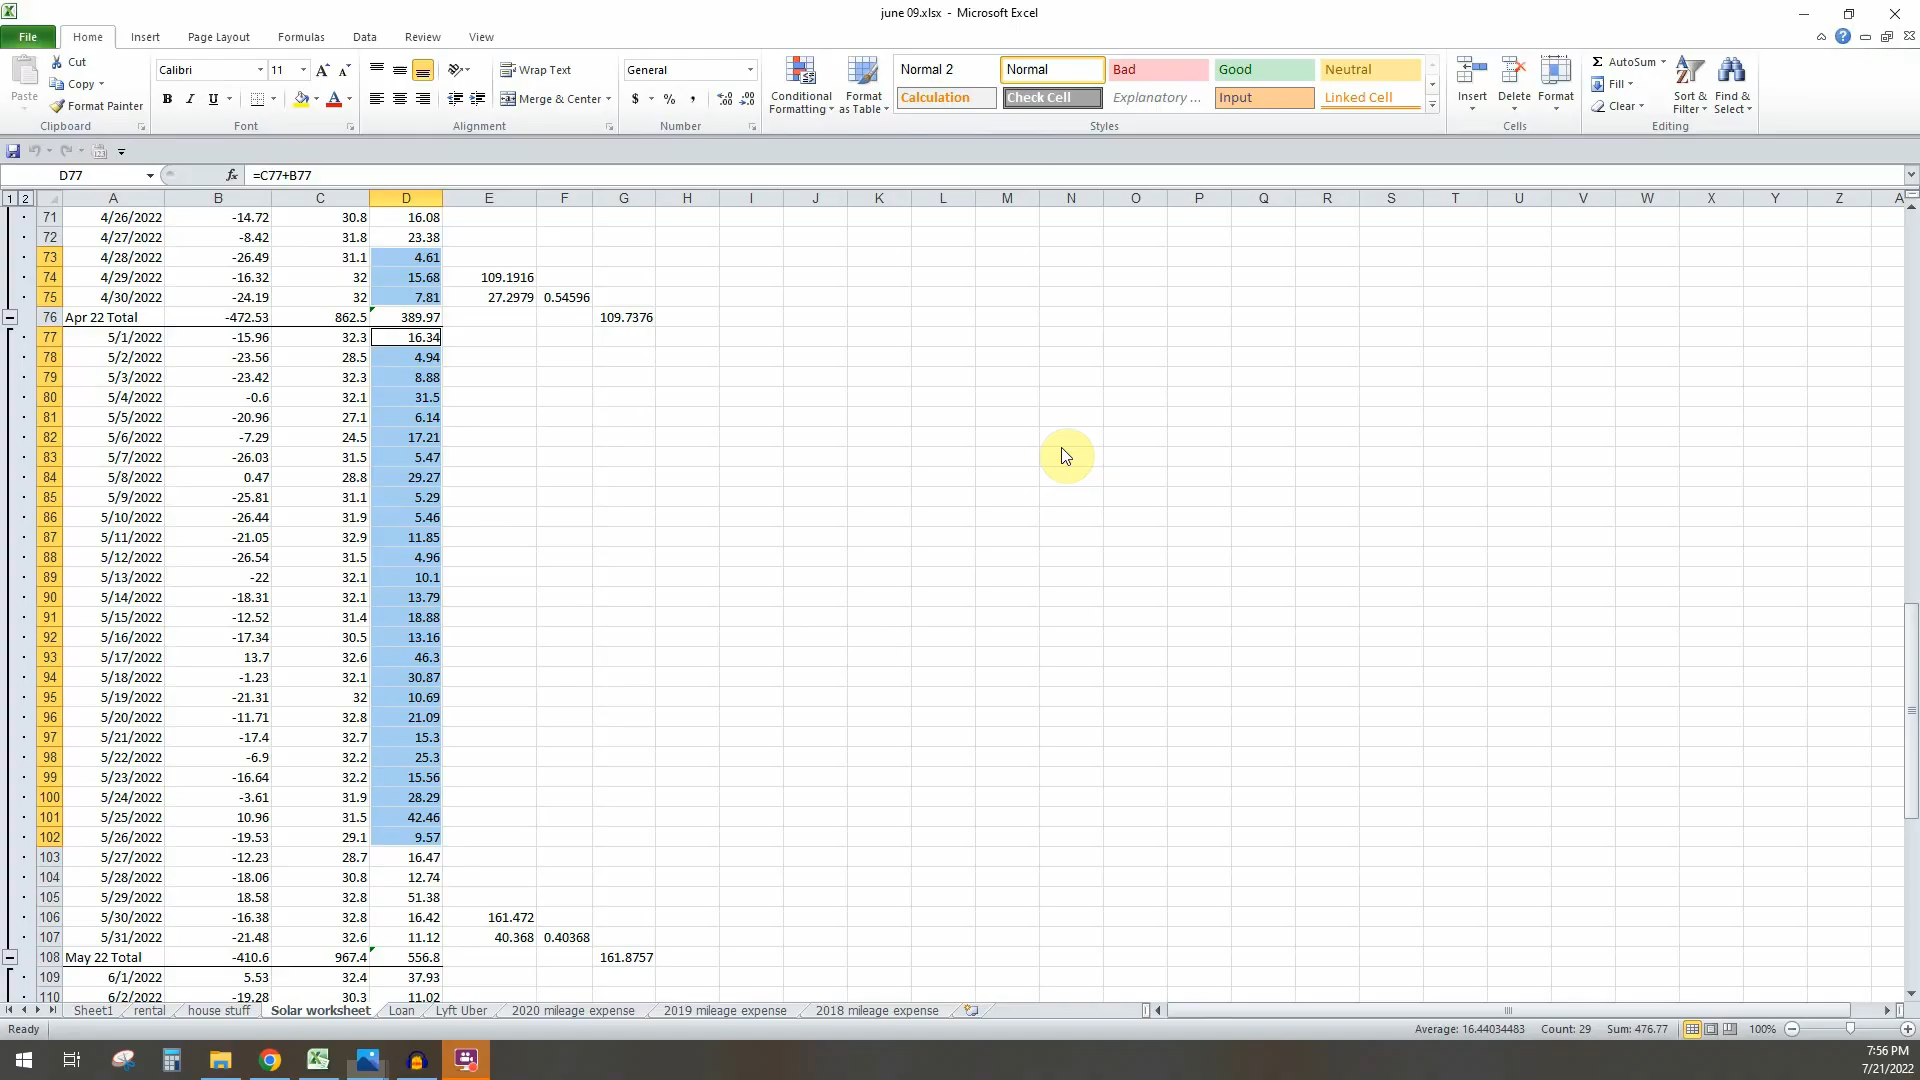 june 09.xlsx - Microsoft Excel
File Home Insert Page Layout Formulas Data Review View
Paste Cut Copy Format Painter
Calibri 11 Wrap Text General
B I U Merge & Center $ % ,
Conditional Formatting Format as Table
Normal 2 Normal Bad Good Neutral
Calculation Check Cell Explanatory ... Input Linked Cell
Insert Delete Format
AutoSum Fill Clear Sort & Filter Find & Select
Clipboard Font Alignment Number Styles Cells Editing
D77 fx =C77+B77
1 2 A B C D E F G H I J K L M N O P Q R S T U V W X Y Z
71 4/26/2022 -14.72 30.8 16.08
72 4/27/2022 -8.42 31.8 23.38
73 4/28/2022 -26.49 31.1 4.61
74 4/29/2022 -16.32 32 15.68 109.1916
75 4/30/2022 -24.19 32 7.81 27.2979 0.54596
76 Apr 22 Total -472.53 862.5 389.97 109.7376
77 5/1/2022 -15.96 32.3 16.34
78 5/2/2022 -23.56 28.5 4.94
79 5/3/2022 -23.42 32.3 8.88
80 5/4/2022 -0.6 32.1 31.5
81 5/5/2022 -20.96 27.1 6.14
82 5/6/2022 -7.29 24.5 17.21
83 5/7/2022 -26.03 31.5 5.47
84 5/8/2022 0.47 28.8 29.27
85 5/9/2022 -25.81 31.1 5.29
86 5/10/2022 -26.44 31.9 5.46
87 5/11/2022 -21.05 32.9 11.85
88 5/12/2022 -26.54 31.5 4.96
89 5/13/2022 -22 32.1 10.1
90 5/14/2022 -18.31 32.1 13.79
91 5/15/2022 -12.52 31.4 18.88
92 5/16/2022 -17.34 30.5 13.16
93 5/17/2022 13.7 32.6 46.3
94 5/18/2022 -1.23 32.1 30.87
95 5/19/2022 -21.31 32 10.69
96 5/20/2022 -11.71 32.8 21.09
97 5/21/2022 -17.4 32.7 15.3
98 5/22/2022 -6.9 32.2 25.3
99 5/23/2022 -16.64 32.2 15.56
100 5/24/2022 -3.61 31.9 28.29
101 5/25/2022 10.96 31.5 42.46
102 5/26/2022 -19.53 29.1 9.57
103 5/27/2022 -12.23 28.7 16.47
104 5/28/2022 -18.06 30.8 12.74
105 5/29/2022 18.58 32.8 51.38
106 5/30/2022 -16.38 32.8 16.42 161.472
107 5/31/2022 -21.48 32.6 11.12 40.368 0.40368
108 May 22 Total -410.6 967.4 556.8 161.8757
109 6/1/2022 5.53 32.4 37.93
110 6/2/2022 -19.28 30.3 11.02
Sheet1 rental house stuff Solar worksheet Loan Lyft Uber 2020 mileage expense 2019 mileage expense 2018 mileage expense
Ready Average: 16.44034483 Count: 29 Sum: 476.77 100%
7:56 PM
7/21/2022